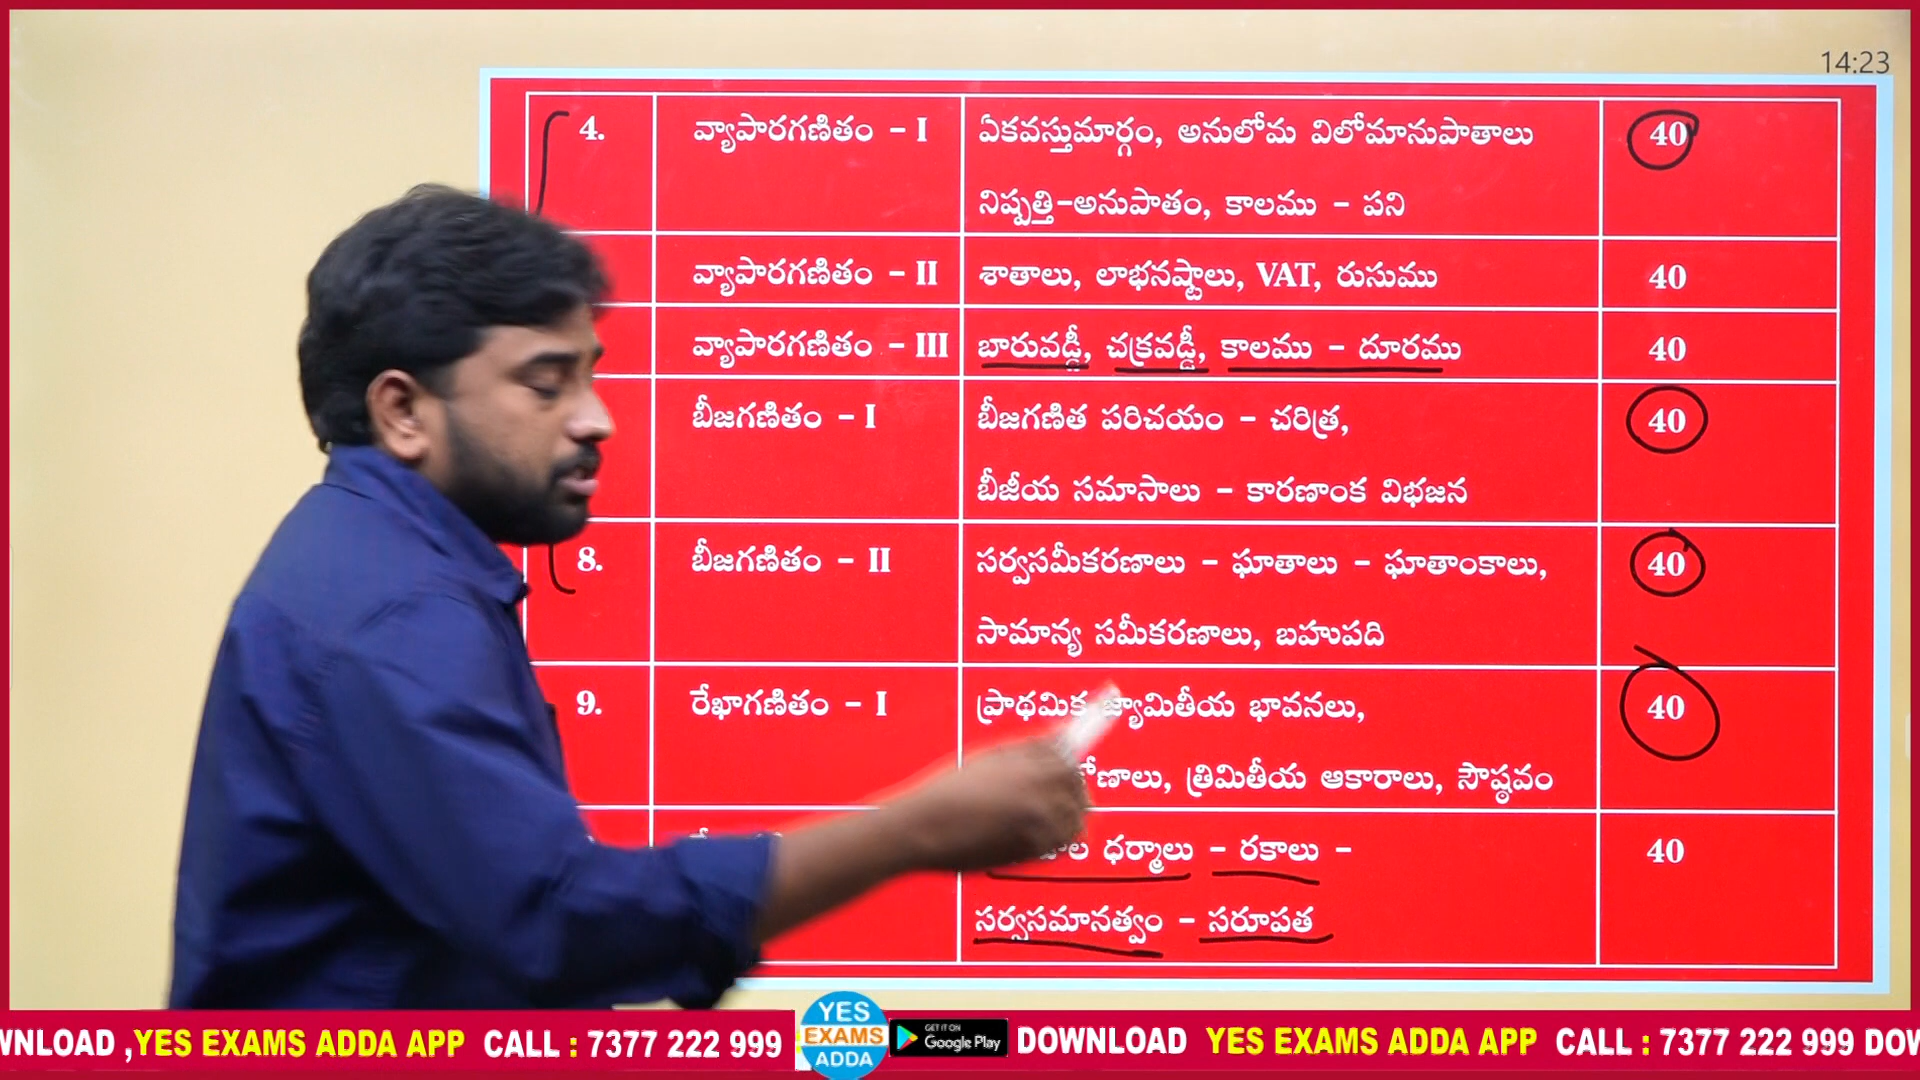 14:23
4. వ్యాపారగణితం - I ఏకవస్తుమార్గం, అనులోమ విలోమానుపాతాలు 40
నిష్పత్తి-అనుపాతం, కాలము - పని
వ్యాపారగణితం - II శాతాలు, లాభనష్టాలు, VAT, రుసుము 40
వ్యాపారగణితం - III బారువడ్డీ, చక్రవడ్డీ, కాలము - దూరము 40
బీజగణితం - I బీజగణిత పరిచయం - చరిత్ర, 40
బీజీయ సమాసాలు - కారణాంక విభజన
8. బీజగణితం - II సర్వసమీకరణాలు - ఘాతాలు - ఘాతాంకాలు, 40
సామాన్య సమీకరణాలు, బహుపది
9. రేఖాగణితం - I ప్రాథమిక జ్యామితీయ భావనలు, 40
త్రిమితీయ ఆకారాలు, సౌష్ఠవం
ధర్మాలు - రకాలు - 40
సర్వసమానత్వం - సరూపత
WNLOAD ,YES EXAMS ADDA APP CALL : 7377 222 999 YES EXAMS ADDA GET IT ON Google Play DOWNLOAD YES EXAMS ADDA APP CALL : 7377 222 999 DOW